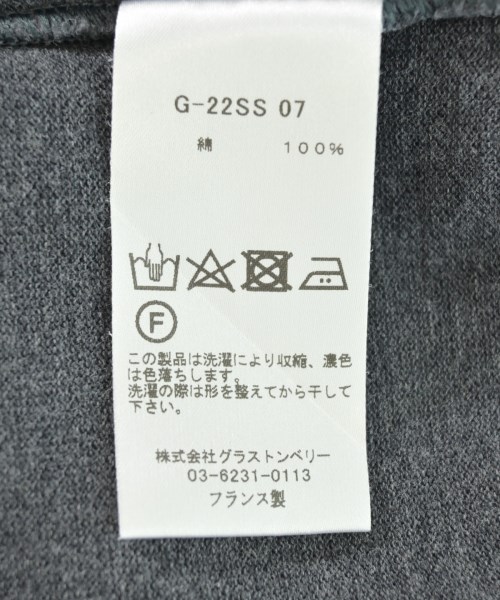 G-22SS 07
綿 100%
F
この製品は洗濯により収縮、濃色
は色落ちします。
洗濯の際は形を整えてから干して
下さい。
株式会社グラストンベリー
03-6231-0113
フランス製